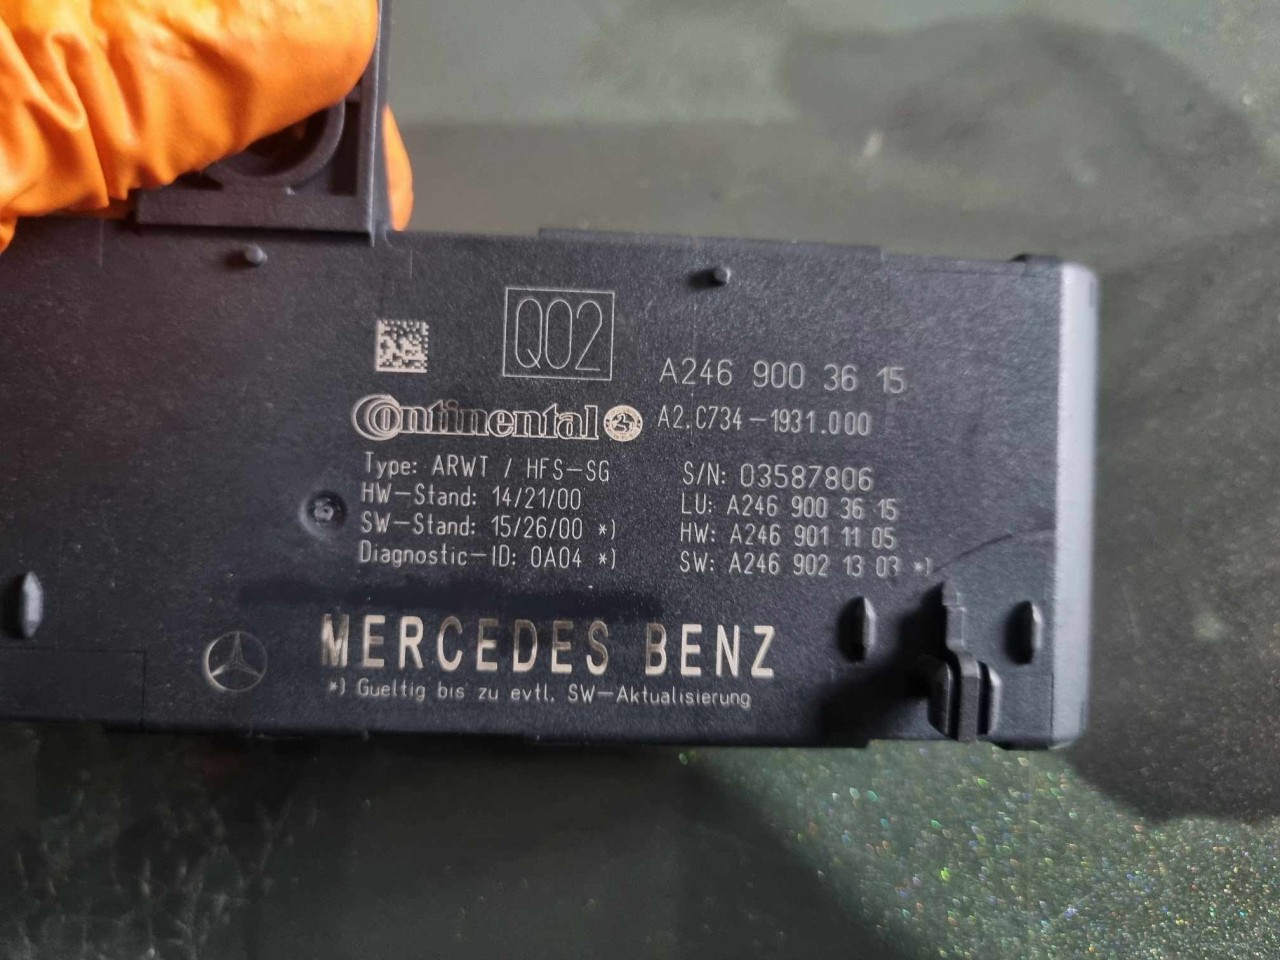 Q02
A246 900 36 15
Continental
A2.C734-1931.000
Type: ARWT / HFS-SG
S/N: 03587806
HW-Stand: 14/21/00
LU: A246 900 36 15
SW-Stand: 15/26/00 *)
HW: A246 901 11 05
Diagnostic-ID: 0A04 *)
SW: A246 902 13 03 *)
MERCEDES BENZ
*) Gueltig bis zu evtl. SW-Aktualisierung